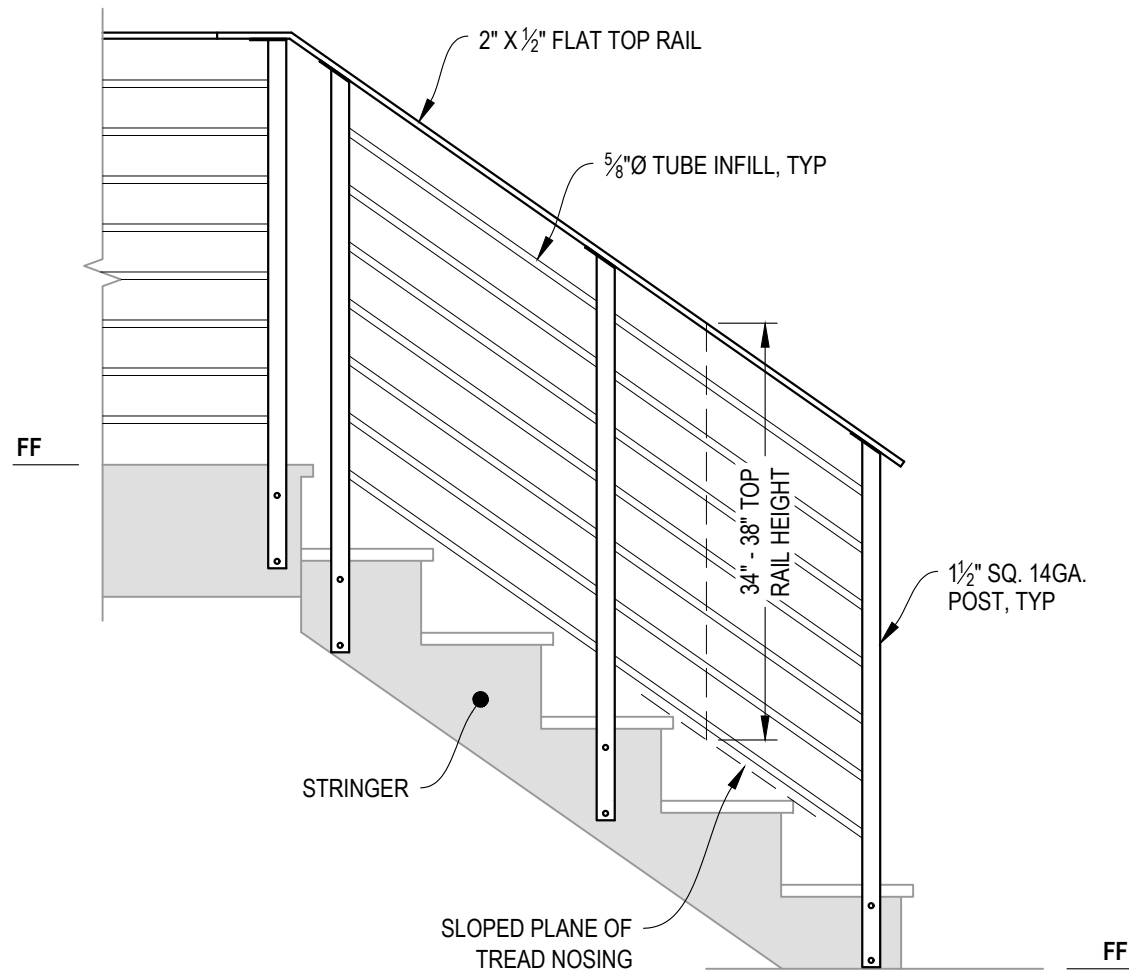 2" X ½" FLAT TOP RAIL
⅝"Ø TUBE INFILL, TYP
FF
34" - 38" TOP
RAIL HEIGHT
1½" SQ. 14GA.
POST, TYP
STRINGER
SLOPED PLANE OF
TREAD NOSING
FF